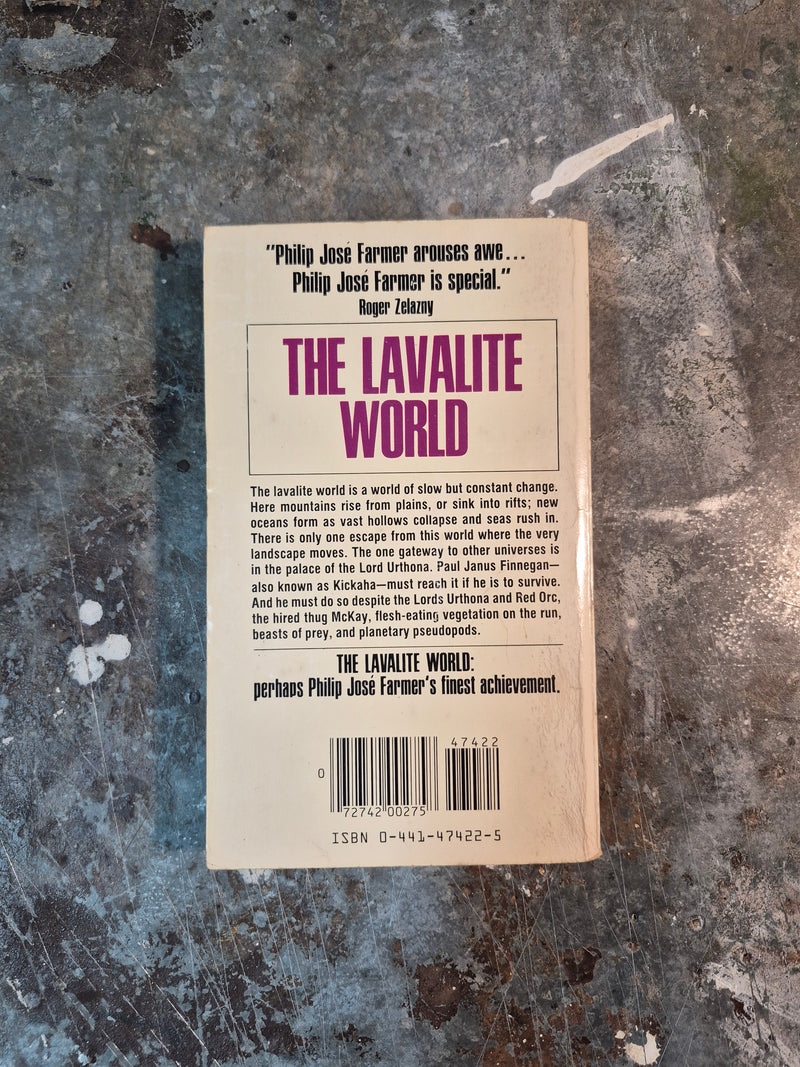 "Philip José Farmer arouses awe...
Philip José Farmer is special."
Roger Zelazny
THE LAVALITE
WORLD
The lavalite world is a world of slow but constant change.
Here mountains rise from plains, or sink into rifts; new
oceans form as vast hollows collapse and seas rush in.
There is only one escape from this world where the very
landscape moves. The one gateway to other universes is
in the palace of the Lord Urthona. Paul Janus Finnegan—
also known as Kickaha—must reach it if he is to survive.
And he must do so despite the Lords Urthona and Red Orc,
the hired thug McKay, flesh-eating vegetation on the run,
beasts of prey, and planetary pseudopods.
THE LAVALITE WORLD:
perhaps Philip José Farmer's finest achievement.
47422
0
72742 00275
ISBN 0-441-47422-5